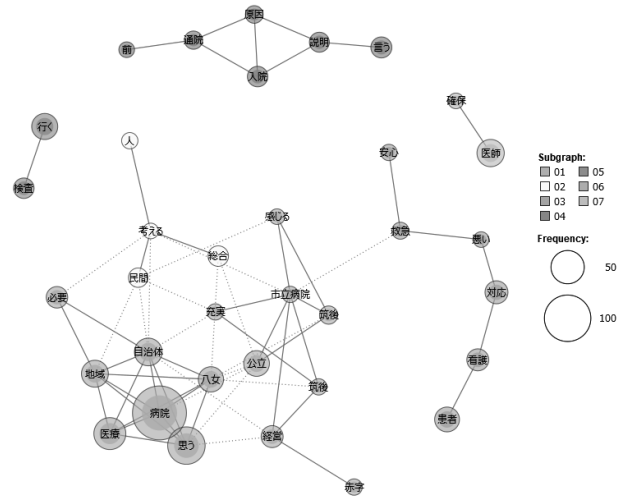 原因
通院
説明
言う
前
入院
確保
行く
人
安心
医師
検査
感じる
考える
救急
悪い
総合
民間
必要
市立病院
対応
充実
筑後
自治体
公立
看護
地域
八女
筑後
病院
患者
医療
思う
経営
赤字
Subgraph:
01 05
02 06
03 07
04
Frequency:
50
100